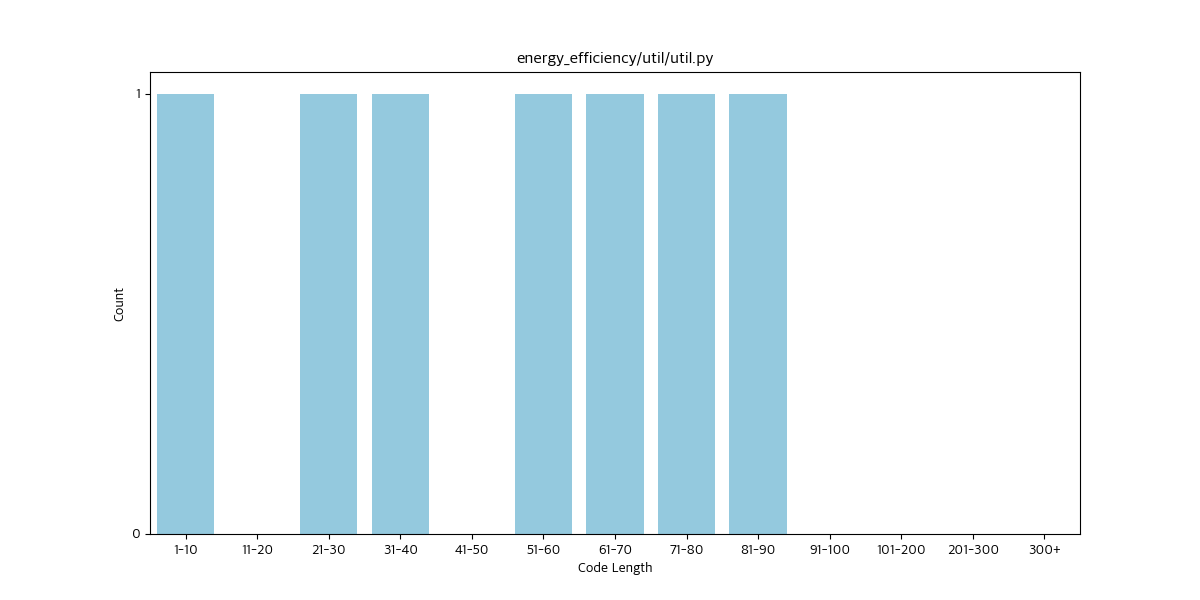 energy_efficiency/util/util.py
1
Count
0
1-10 11-20 21-30 31-40 41-50 51-60 61-70 71-80 81-90 91-100 101-200 201-300 300+
Code Length